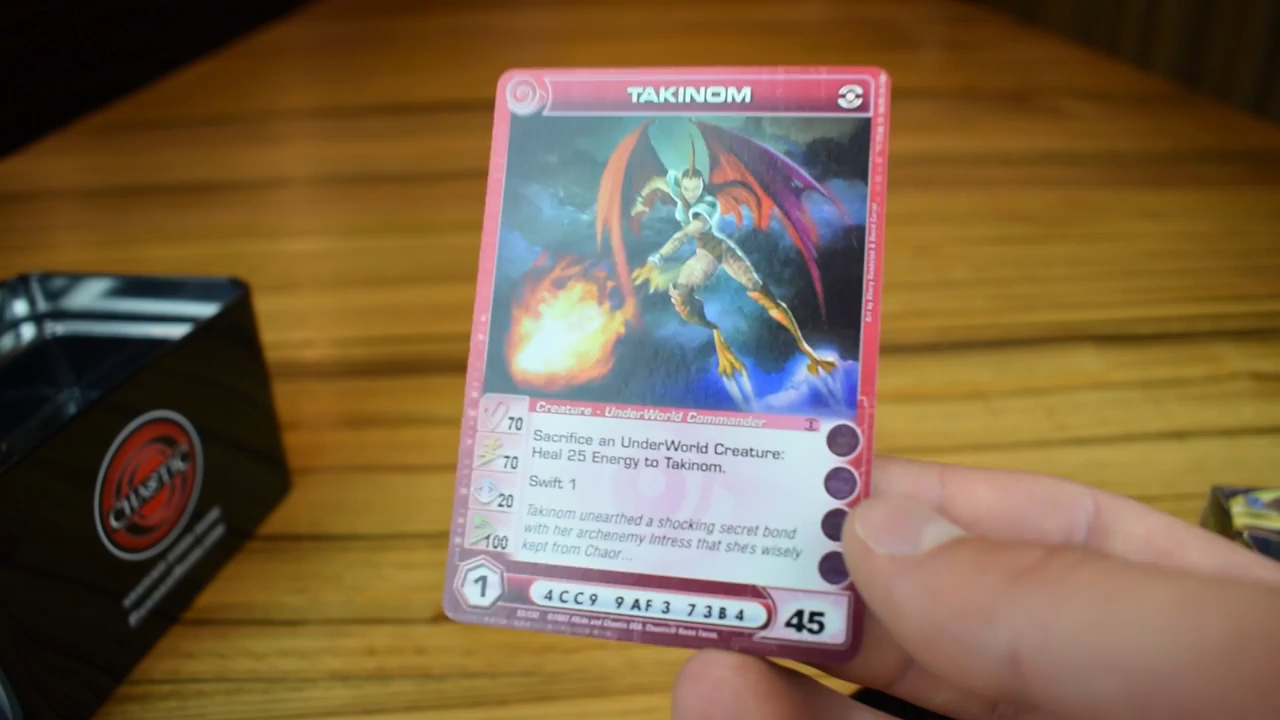 TAKINOM
Creature - UnderWorld Commander
70
70
20
100
Sacrifice an UnderWorld Creature:
Heal 25 Energy to Takinom.
Swift 1
Takinom unearthed a shocking secret bond
with her archenemy Intress that she's wisely
kept from Chaor...
1
4CC9 9AF3 73B4
45
CHAOTIC